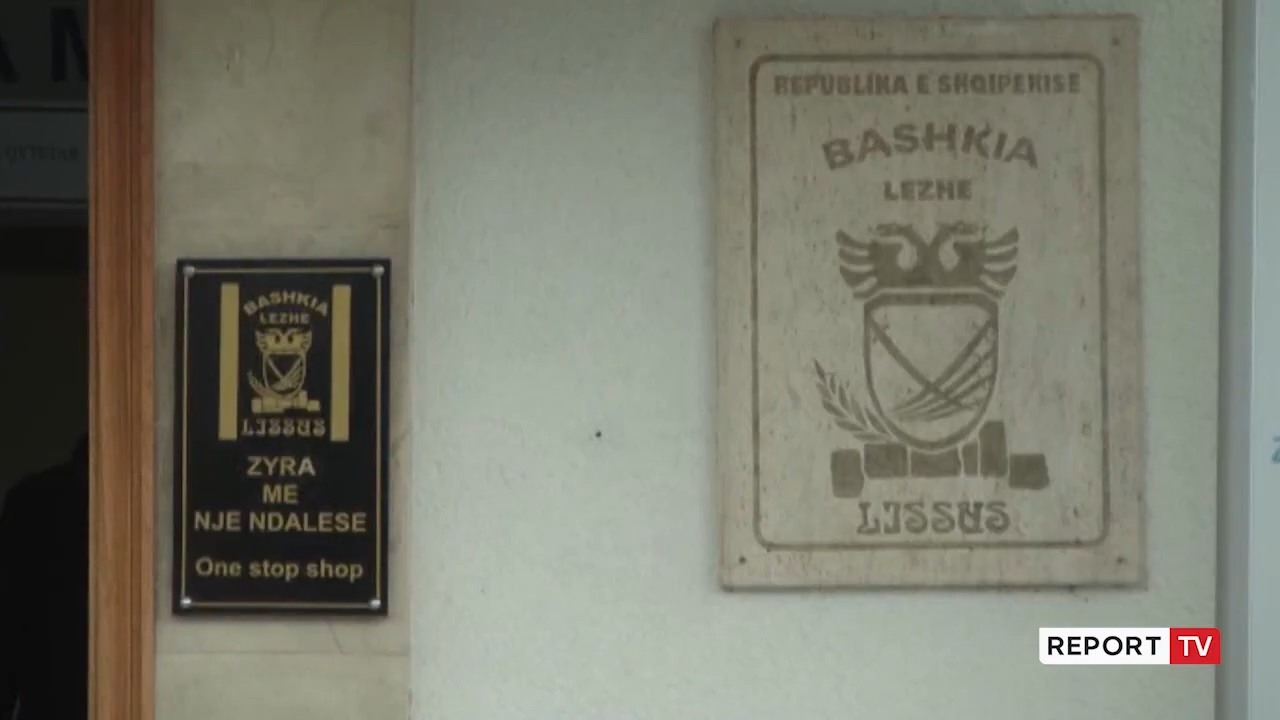 BASHKIA
LEZHE
LISSUS
ZYRA
ME
NJE NDALESE
One stop shop
REPUBLIKA E SHQIPERISE
BASHKIA
LEZHE
LISSUS
REPORT TV